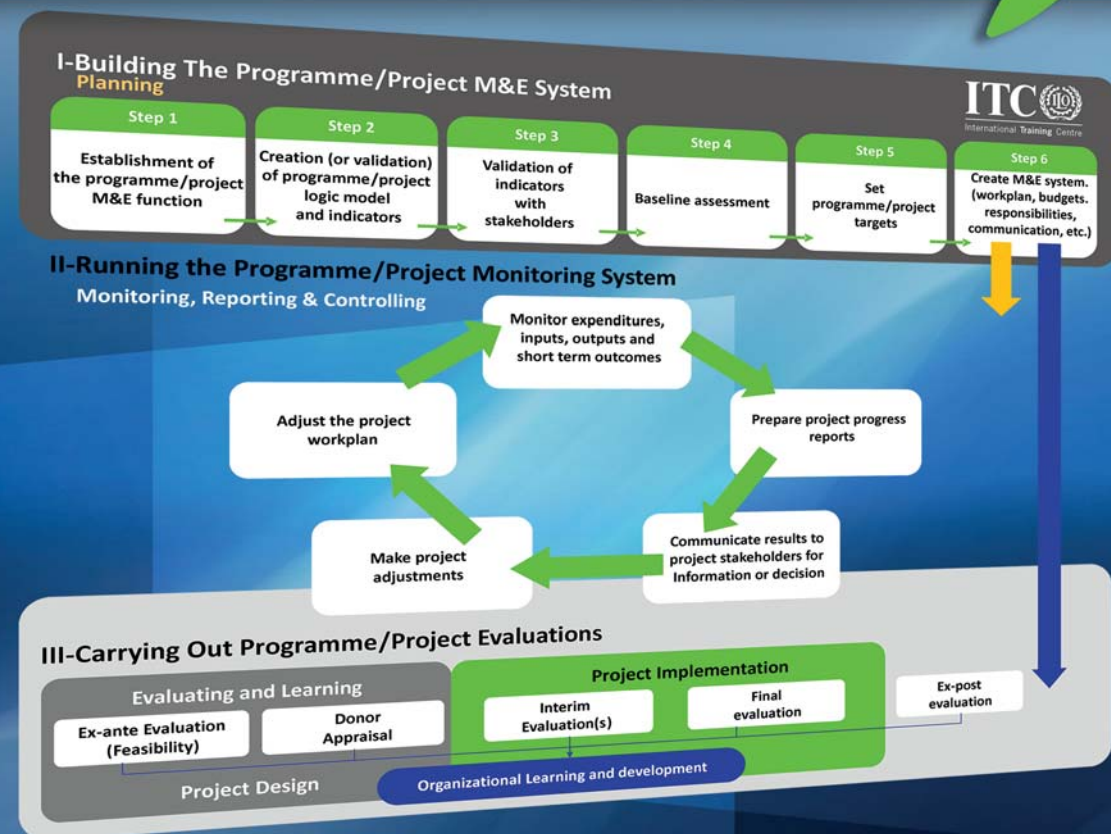 I-Building The Programme/Project M&E System
Planning
ITC
International Training Centre
Step 1
Establishment of
the programme/project
M&E function
Step 2
Creation (or validation)
of programme/project
logic model
and indicators
Step 3
Validation of
indicators
with
stakeholders
Step 4
Baseline assessment
Step 5
Set
programme/project
targets
Step 6
Create M&E system.
(workplan, budgets.
responsibilities,
communication, etc.)
II-Running the Programme/Project Monitoring System
Monitoring, Reporting & Controlling
Monitor expenditures,
inputs, outputs and
short term outcomes
Prepare project progress
reports
Communicate results to
project stakeholders for
Information or decision
Make project
adjustments
Adjust the project
workplan
III-Carrying Out Programme/Project Evaluations
Evaluating and Learning
Ex-ante Evaluation
(Feasibility)
Donor
Appraisal
Project Design
Project Implementation
Interim
Evaluation(s)
Final
evaluation
Ex-post
evaluation
Organizational Learning and development